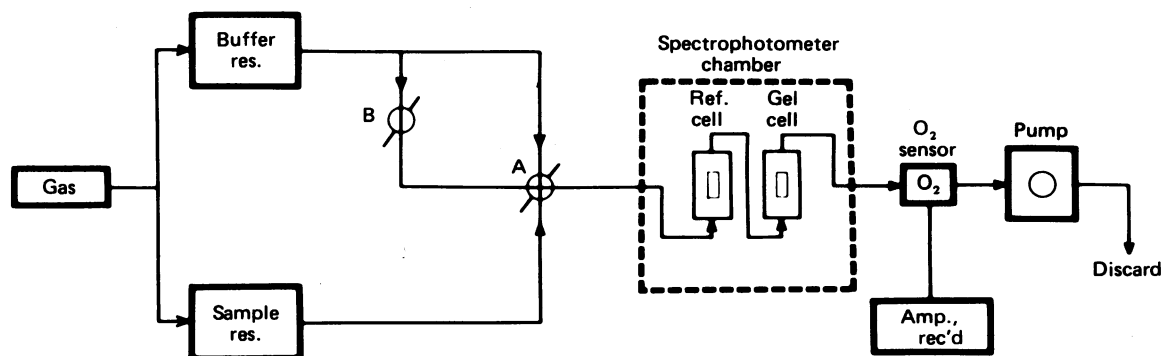 Buffer
res.
Spectrophotometer
chamber
B
Ref.
cell
Gel
cell
O₂
sensor
Pump
A
Gas
O₂
Discard
Sample
res.
Amp.,
rec'd